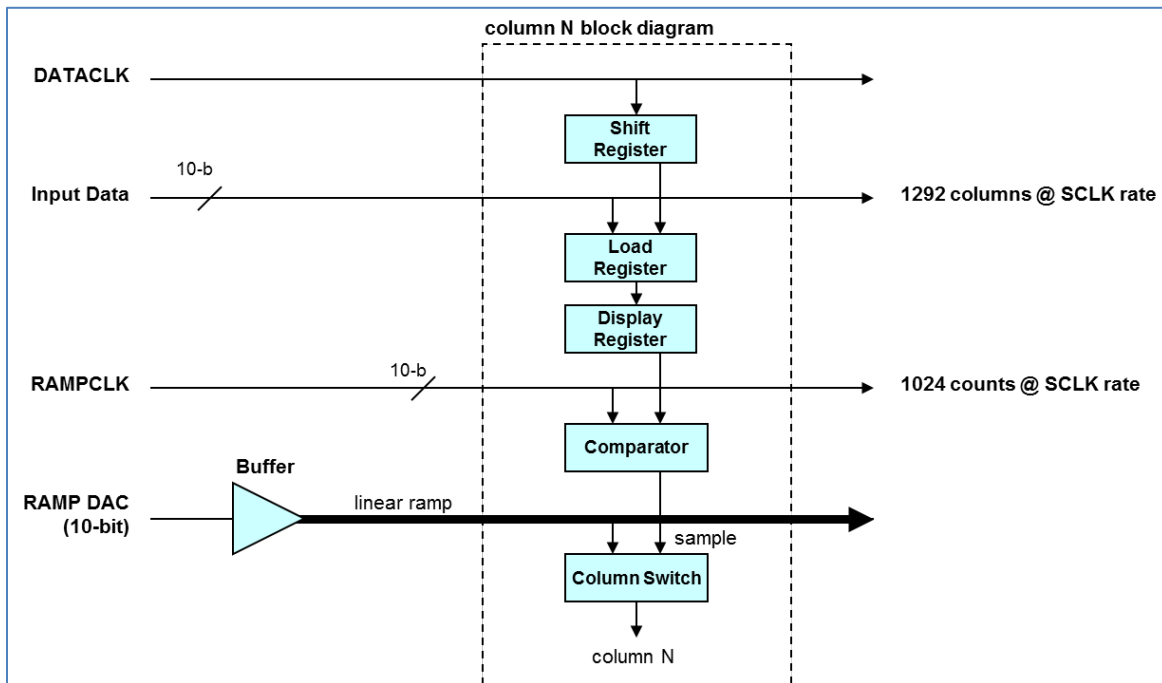 column N block diagram
DATACLK
Shift
Register
10-b
Input Data
1292 columns @ SCLK rate
Load
Register
Display
Register
10-b
RAMPCLK
1024 counts @ SCLK rate
Comparator
Buffer
RAMP DAC
(10-bit)
linear ramp
sample
Column Switch
column N